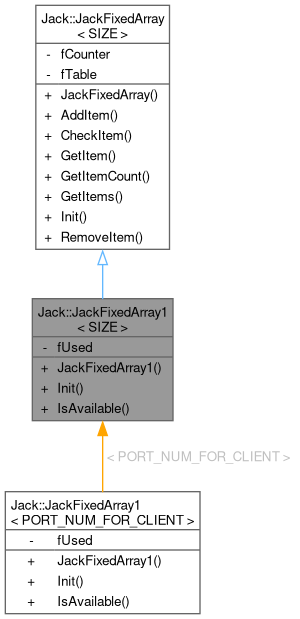 Jack::JackFixedArray
< SIZE >
- fCounter
- fTable
+ JackFixedArray()
+ AddItem()
+ CheckItem()
+ GetItem()
+ GetItemCount()
+ GetItems()
+ Init()
+ RemoveItem()
Jack::JackFixedArray1
< SIZE >
- fUsed
+ JackFixedArray1()
+ Init()
+ IsAvailable()
< PORT_NUM_FOR_CLIENT >
Jack::JackFixedArray1
< PORT_NUM_FOR_CLIENT >
- fUsed
+ JackFixedArray1()
+ Init()
+ IsAvailable()